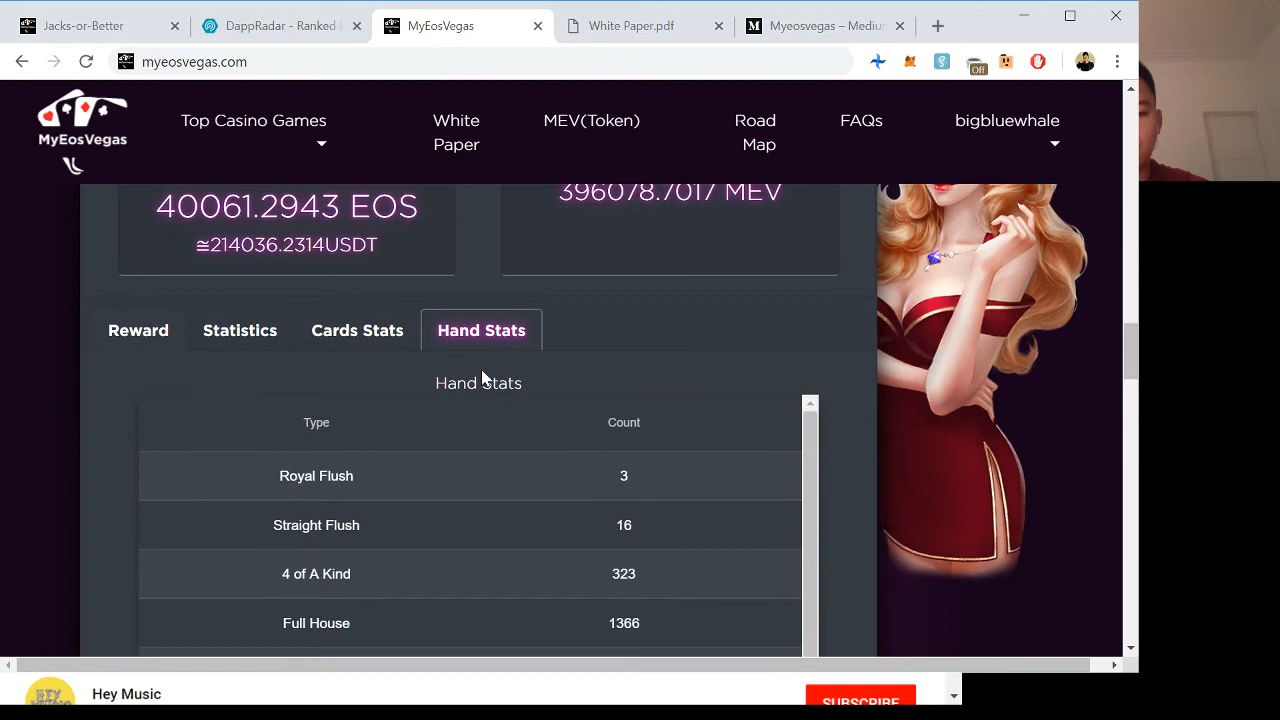 Jacks-or-Better
DappRadar - Ranked
MyEosVegas
White Paper.pdf
Myeosvegas – Medium
myeosvegas.com
Off
MyEosVegas
Top Casino Games
White
Paper
MEV(Token)
Road
Map
FAQs
bigbluewhale
40061.2943 EOS
≅214036.2314USDT
396078.7017 MEV
Reward
Statistics
Cards Stats
Hand Stats
Hand Stats
Type
Count
Royal Flush
3
Straight Flush
16
4 of A Kind
323
Full House
1366
HEY
Hey Music
SUBSCRIBE